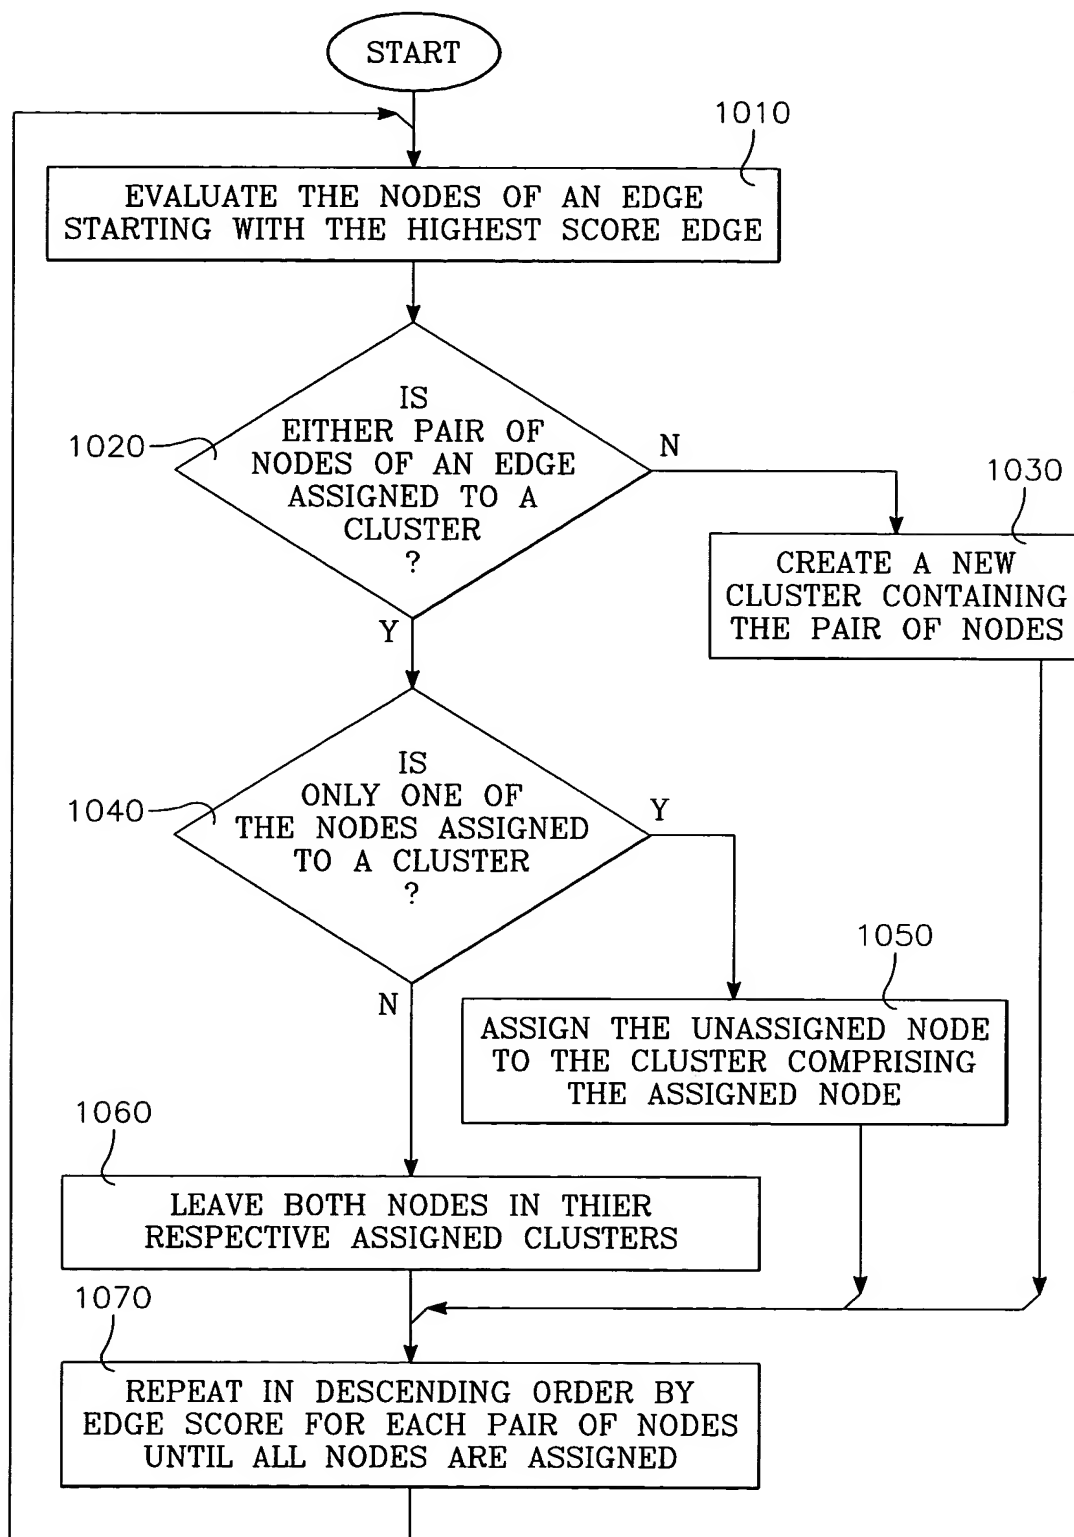 START
1010
EVALUATE THE NODES OF AN EDGE
STARTING WITH THE HIGHEST SCORE EDGE
1020
IS
EITHER PAIR OF
NODES OF AN EDGE
ASSIGNED TO A
CLUSTER
?
N
Y
1030
CREATE A NEW
CLUSTER CONTAINING
THE PAIR OF NODES
1040
IS
ONLY ONE OF
THE NODES ASSIGNED
TO A CLUSTER
?
Y
N
1050
ASSIGN THE UNASSIGNED NODE
TO THE CLUSTER COMPRISING
THE ASSIGNED NODE
1060
LEAVE BOTH NODES IN THIER
RESPECTIVE ASSIGNED CLUSTERS
1070
REPEAT IN DESCENDING ORDER BY
EDGE SCORE FOR EACH PAIR OF NODES
UNTIL ALL NODES ARE ASSIGNED